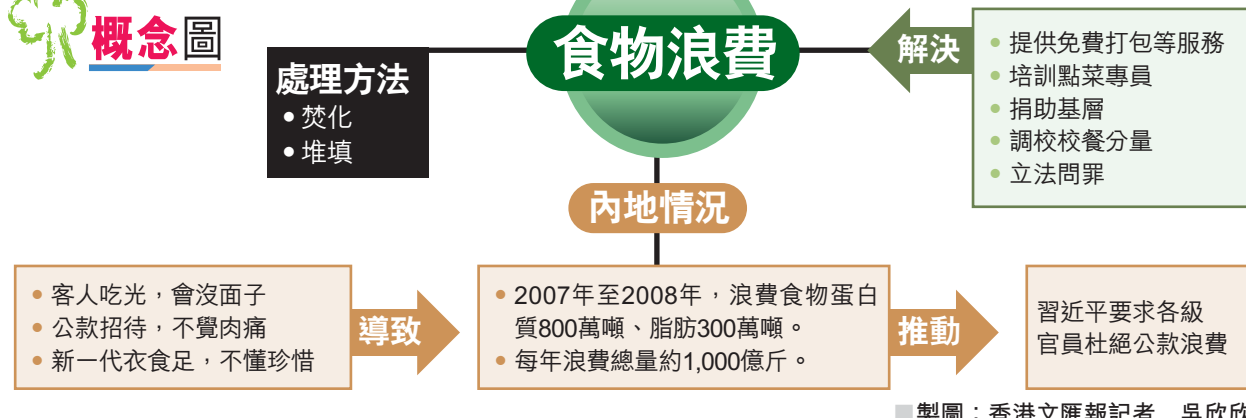 概念圖
食物浪費
處理方法
• 焚化
• 堆填
解決
• 提供免費打包等服務
• 培訓點菜專員
• 捐助基層
• 調校校餐分量
• 立法問罪
內地情況
• 客人吃光，會沒面子
• 公款招待，不覺肉痛
• 新一代衣食足，不懂珍惜
導致
• 2007年至2008年，浪費食物蛋白
質800萬噸、脂肪300萬噸。
• 每年浪費總量約1,000億斤。
推動
習近平要求各級
官員杜絕公款浪費
■製圖：香港文匯報記者 吳欣欣